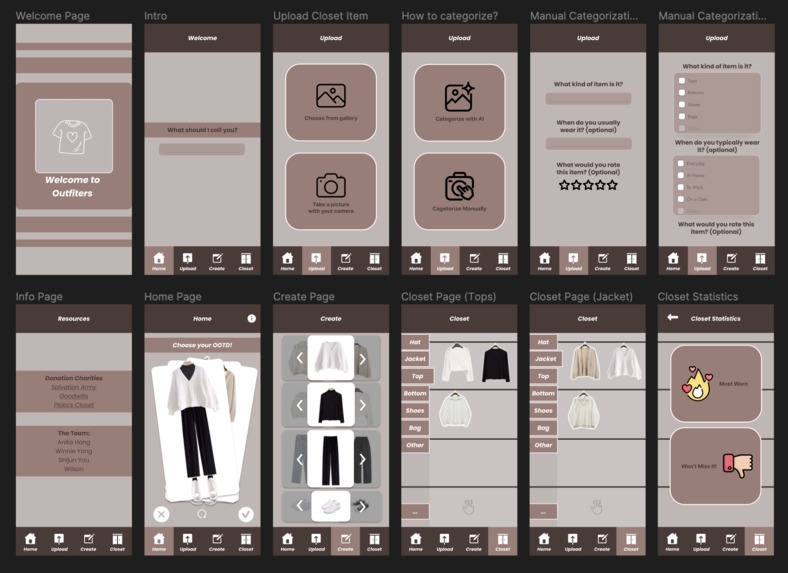 Welcome Page
Welcome to
Outfiters
Intro
Welcome
What should I call you?
Home
Upload
Create
Closet
Upload Closet Item
Upload
Choose from gallery
Take a picture
with your camera
Home
Upload
Create
Closet
How to categorize?
Upload
Categorize with AI
Cagetorize Manually
Home
Upload
Create
Closet
Manual Categorizati...
Upload
What kind of item is it?
When do you usually
wear it? (optional)
What would you rate
this item? (Optional)
Home
Upload
Create
Closet
Manual Categorizati...
Upload
What kind of item is it?
Tops
Bottoms
Shoes
Bags
When do you typically wear
it? (optional)
Everyday
At Home
To Work
On a Date
What would you rate this
item? (Optional)
Home
Upload
Create
Closet
Info Page
Resources
Donation Charities
Salvation Army
Goodwills
Plato's Closet
The Team:
Anita Hong
Winnie Yang
Shijun You
Wilson
Home
Upload
Create
Closet
Home Page
Home
Choose your OOTD!
Home
Upload
Create
Closet
Create Page
Create
Home
Upload
Create
Closet
Closet Page (Tops)
Closet
Hat
Jacket
Top
Bottom
Shoes
Bag
Other
...
Home
Upload
Create
Closet
Closet Page (Jacket)
Closet
Hat
Jacket
Top
Bottom
Shoes
Bag
Other
...
Home
Upload
Create
Closet
Closet Statistics
Closet Statistics
Most Worn
Won't Miss It!
Home
Upload
Create
Closet